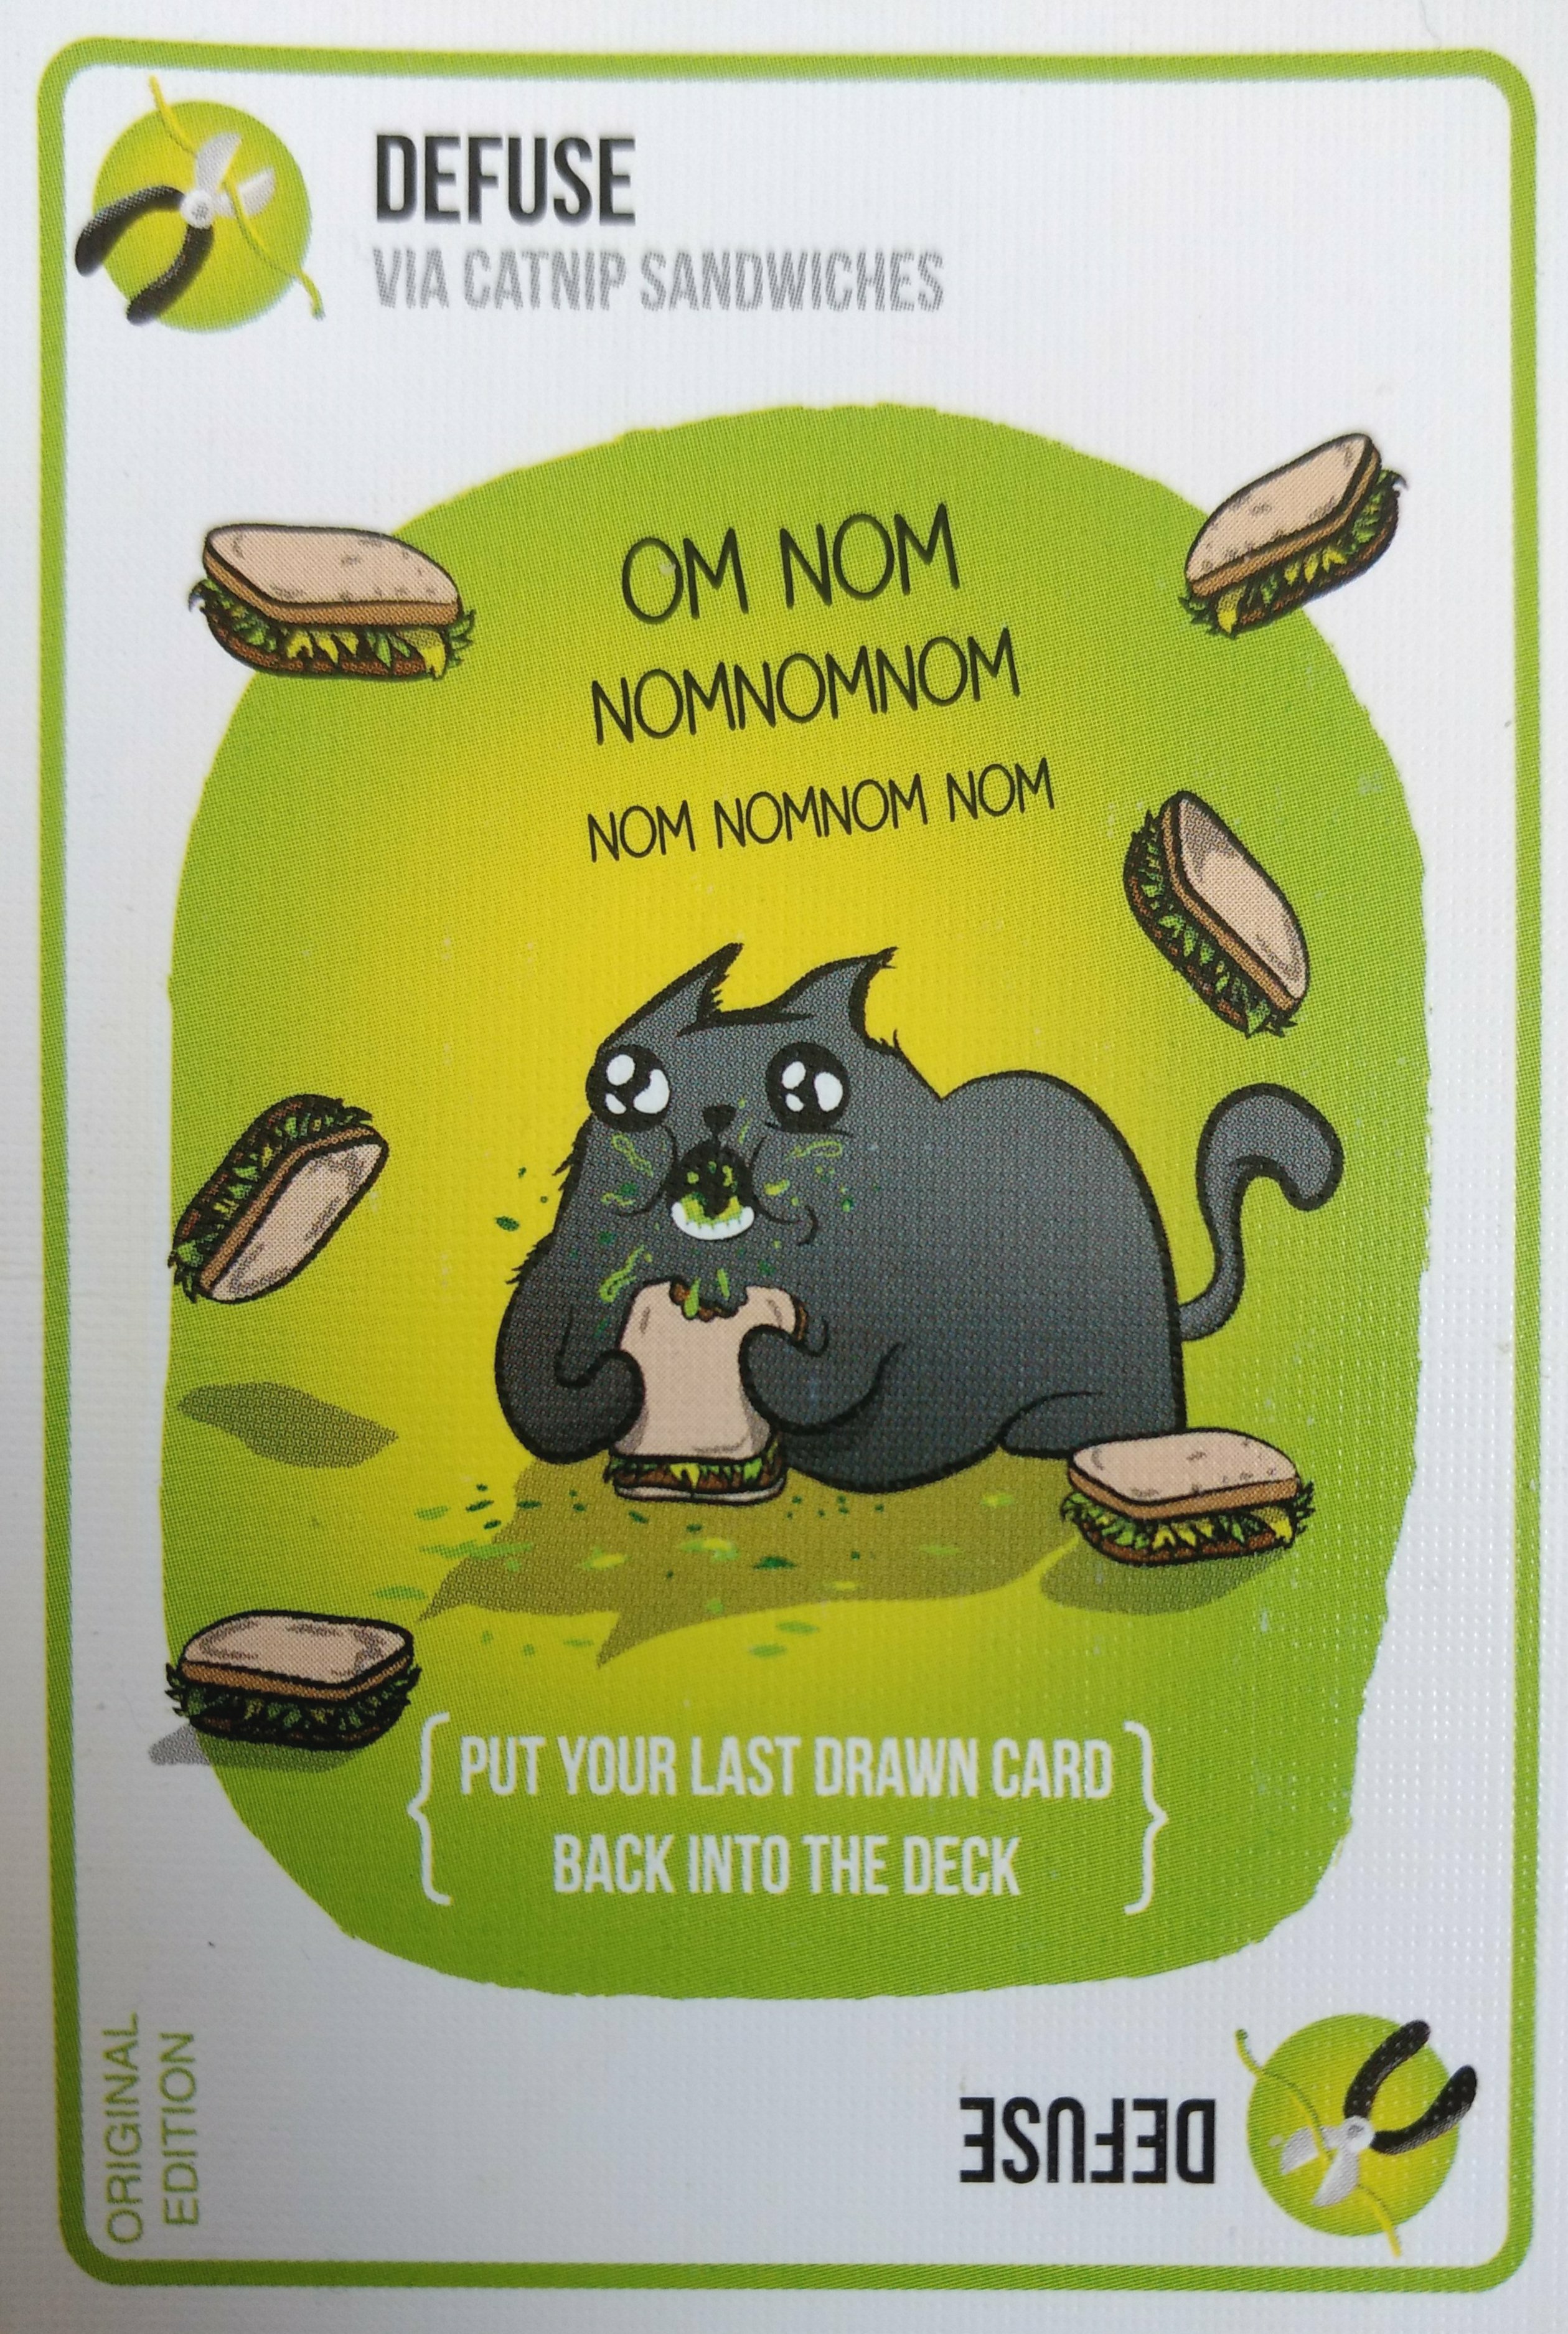 DEFUSE
VIA CATNIP SANDWICHES
OM NOM
NOMNOMNOM
NOM NOMNOM NOM
PUT YOUR LAST DRAWN CARD
BACK INTO THE DECK
ORIGINAL
EDITION
DEFUSE